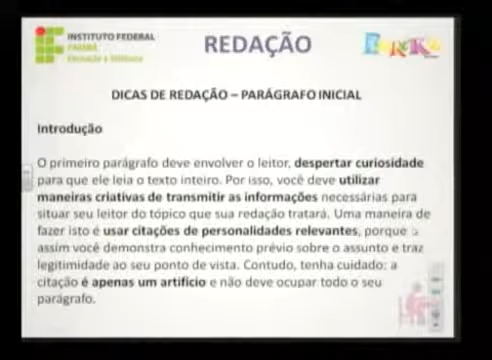 INSTITUTO FEDERAL
PARANÁ
REDAÇÃO
EUREKA
DICAS DE REDAÇÃO – PARÁGRAFO INICIAL
Introdução
O primeiro parágrafo deve envolver o leitor, despertar curiosidade
para que ele leia o texto inteiro. Por isso, você deve utilizar
maneiras criativas de transmitir as informações necessárias para
situar seu leitor do tópico que sua redação tratará. Uma maneira de
fazer isto é usar citações de personalidades relevantes, porque
assim você demonstra conhecimento prévio sobre o assunto e traz
legitimidade ao seu ponto de vista. Contudo, tenha cuidado: a
citação é apenas um artifício e não deve ocupar todo o seu
parágrafo.